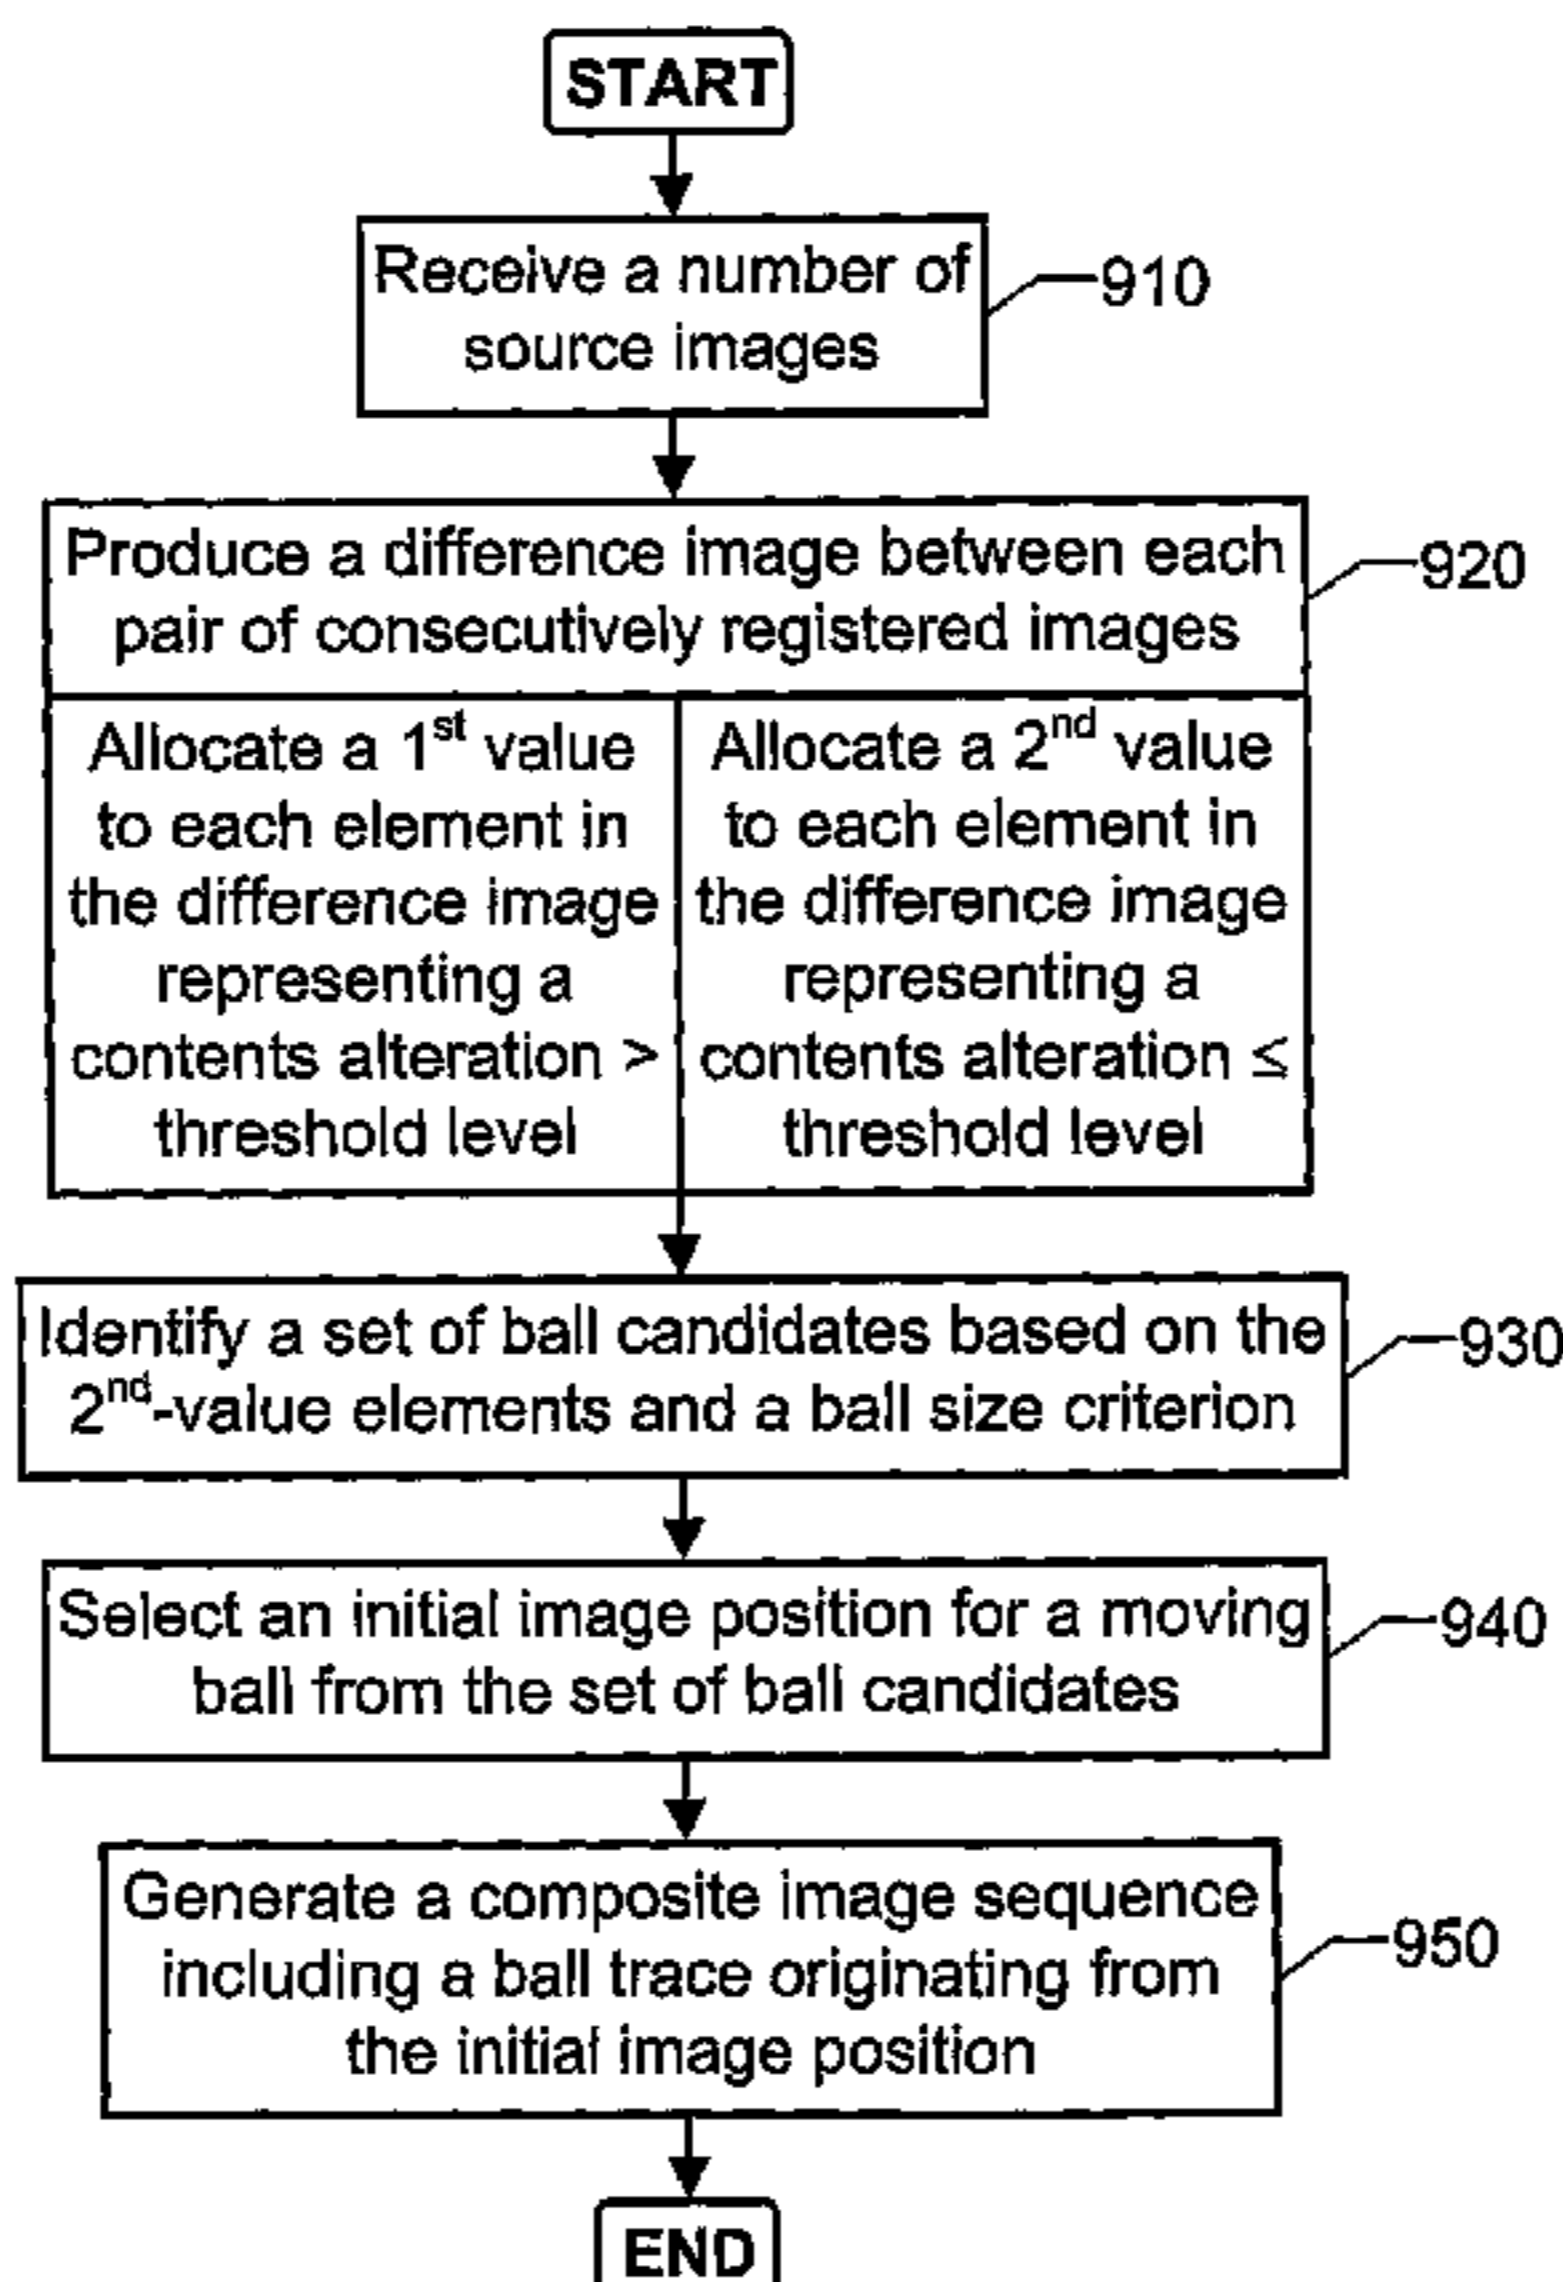 START
Receive a number of
source images
910
Produce a difference image between each
pair of consecutively registered images
920
Allocate a 1st value
to each element in
the difference image
representing a
contents alteration >
threshold level
Allocate a 2nd value
to each element in
the difference image
representing a
contents alteration ≤
threshold level
Identify a set of ball candidates based on the
2nd-value elements and a ball size criterion
930
Select an initial image position for a moving
ball from the set of ball candidates
940
Generate a composite image sequence
including a ball trace originating from
the initial image position
950
END